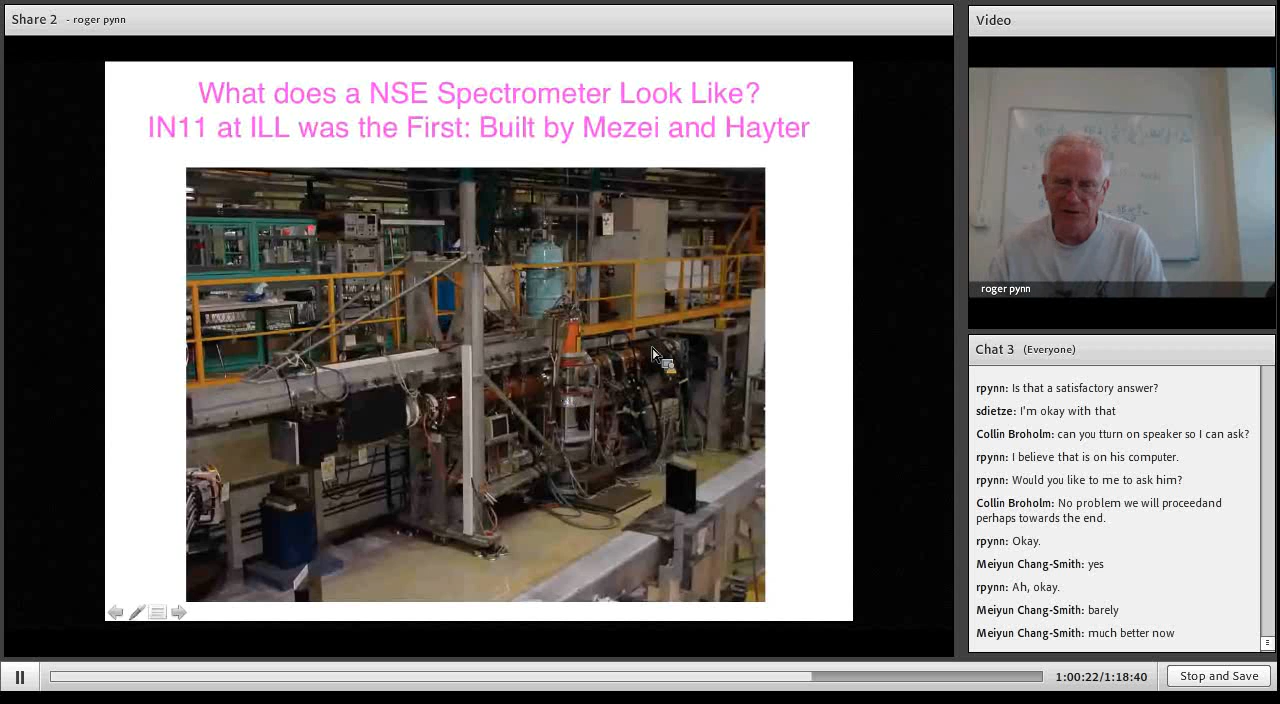 Share 2 - roger pynn
What does a NSE Spectrometer Look Like?
IN11 at ILL was the First: Built by Mezei and Hayter
Video
roger pynn
Chat 3 (Everyone)
rpynn: Is that a satisfactory answer?
sdietze: I'm okay with that
Collin Broholm: can you tturn on speaker so I can ask?
rpynn: I believe that is on his computer.
rpynn: Would you like to me to ask him?
Collin Broholm: No problem we will proceedand
perhaps towards the end.
rpynn: Okay.
Meiyun Chang-Smith: yes
rpynn: Ah, okay.
Meiyun Chang-Smith: barely
Meiyun Chang-Smith: much better now
1:00:22/1:18:40
Stop and Save